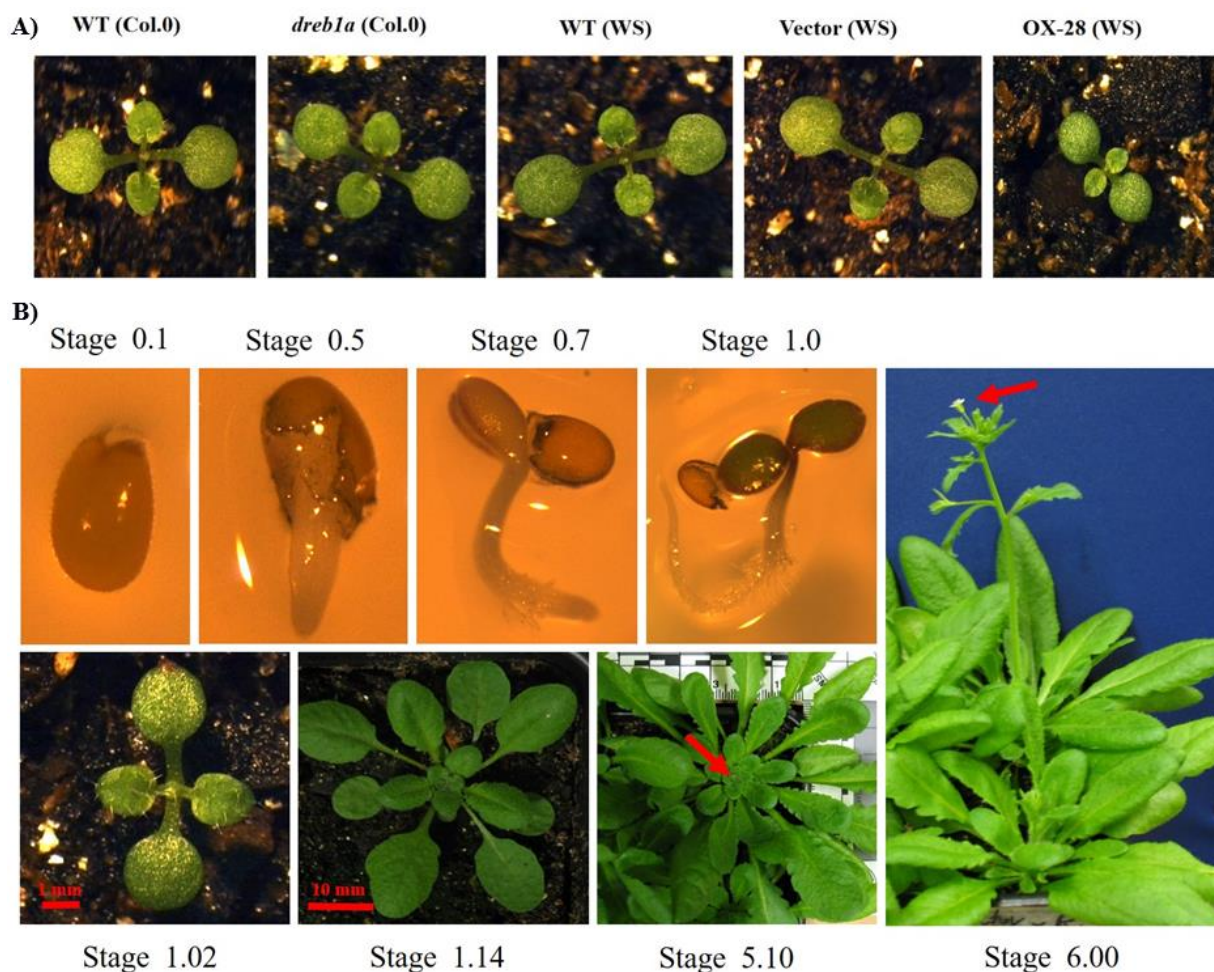 A)
WT (Col.0) dreb1a (Col.0) WT (WS) Vector (WS) OX-28 (WS)
B)
Stage 0.1 Stage 0.5 Stage 0.7 Stage 1.0
1 mm 10 mm
Stage 1.02 Stage 1.14 Stage 5.10 Stage 6.00